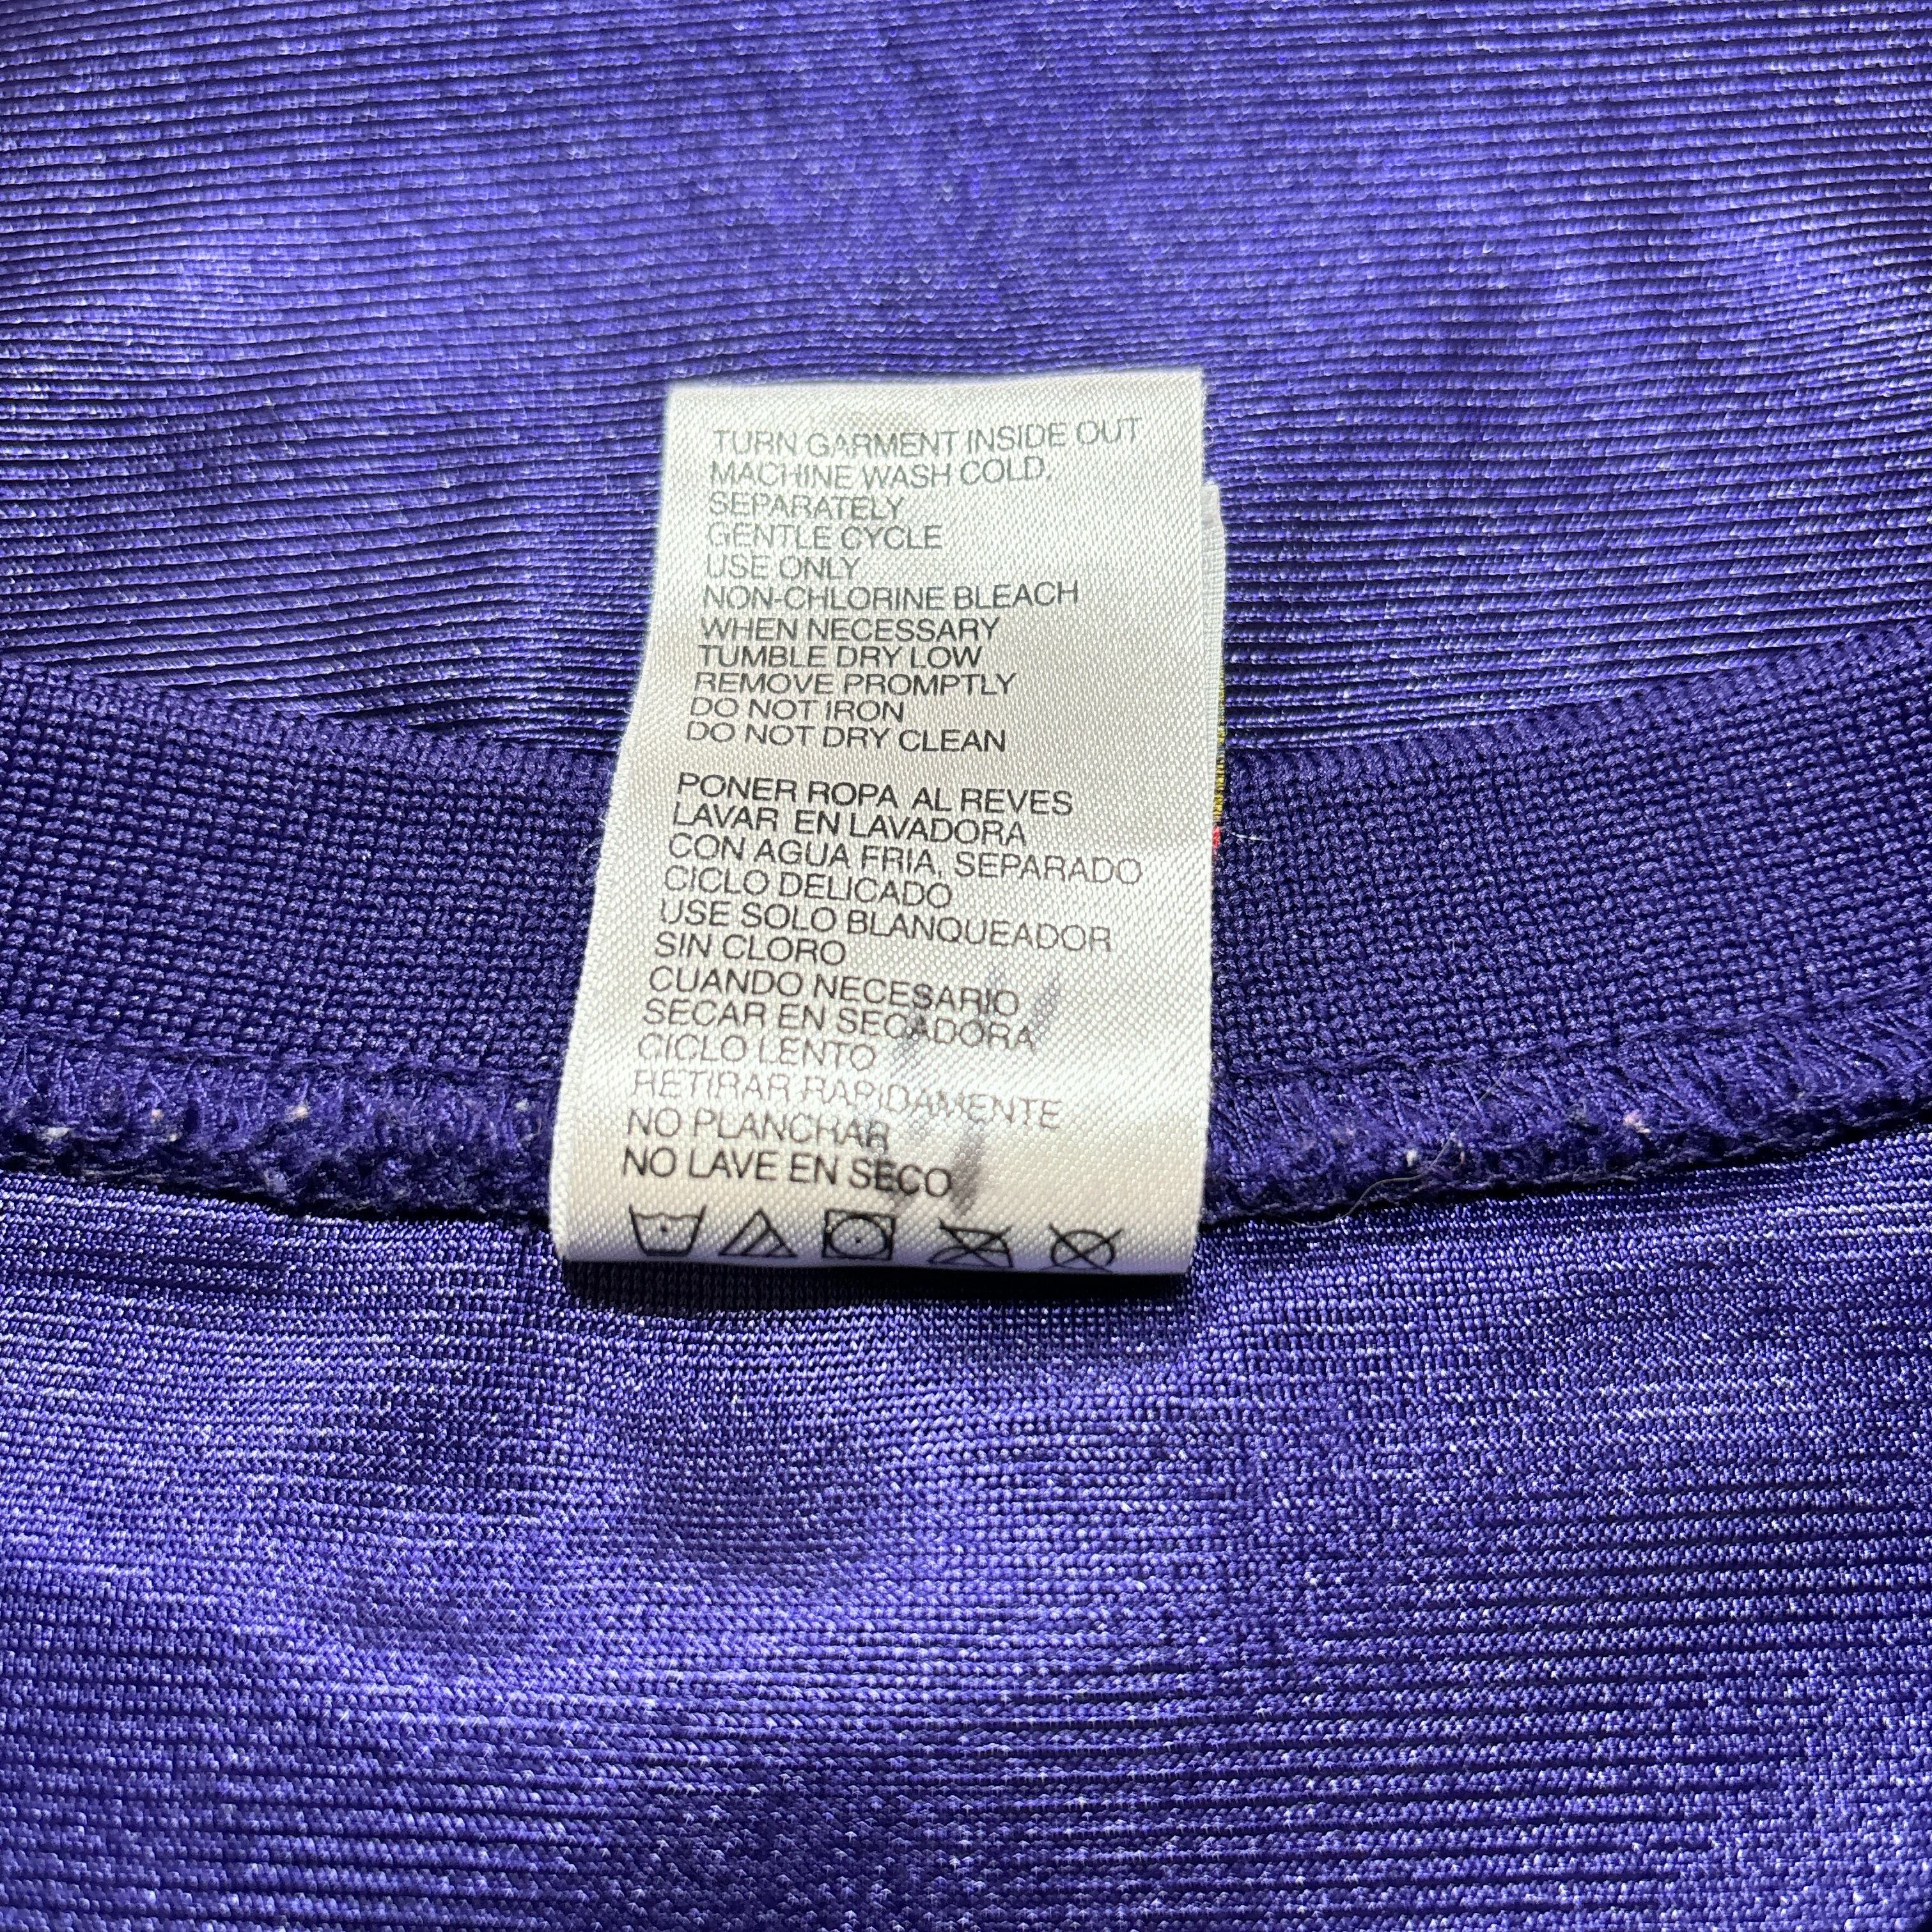 TURN GARMENT INSIDE OUT
MACHINE WASH COLD,
SEPARATELY
GENTLE CYCLE
USE ONLY
NON-CHLORINE BLEACH
WHEN NECESSARY
TUMBLE DRY LOW
REMOVE PROMPTLY
DO NOT IRON
DO NOT DRY CLEAN
PONER ROPA AL REVES
LAVAR EN LAVADORA
CON AGUA FRIA, SEPARADO
CICLO DELICADO
USE SOLO BLANQUEADOR
SIN CLORO
CUANDO NECESARIO
SECAR EN SECADORA
CICLO LENTO
RETIRAR RAPIDAMENTE
NO PLANCHAR
NO LAVE EN SECO